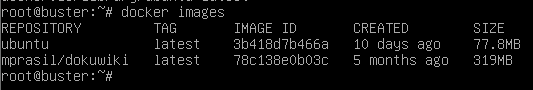 root@buster:~# docker images
REPOSITORY TAG IMAGE ID CREATED SIZE
ubuntu latest 3b418d7b466a 10 days ago 77.8MB
mprasil/dokuwiki latest 78c138e0b03c 5 months ago 319MB
root@buster:~#